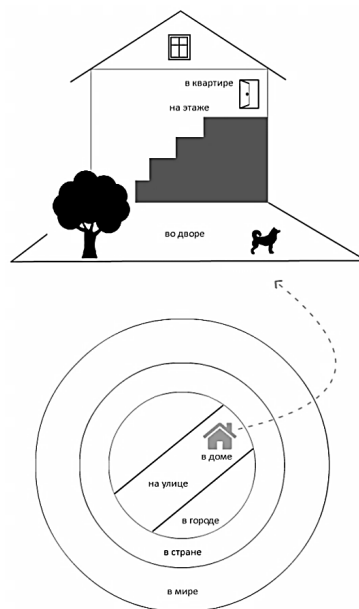 в квартире
на этаже
во дворе
в доме
на улице
в городе
в стране
в мире